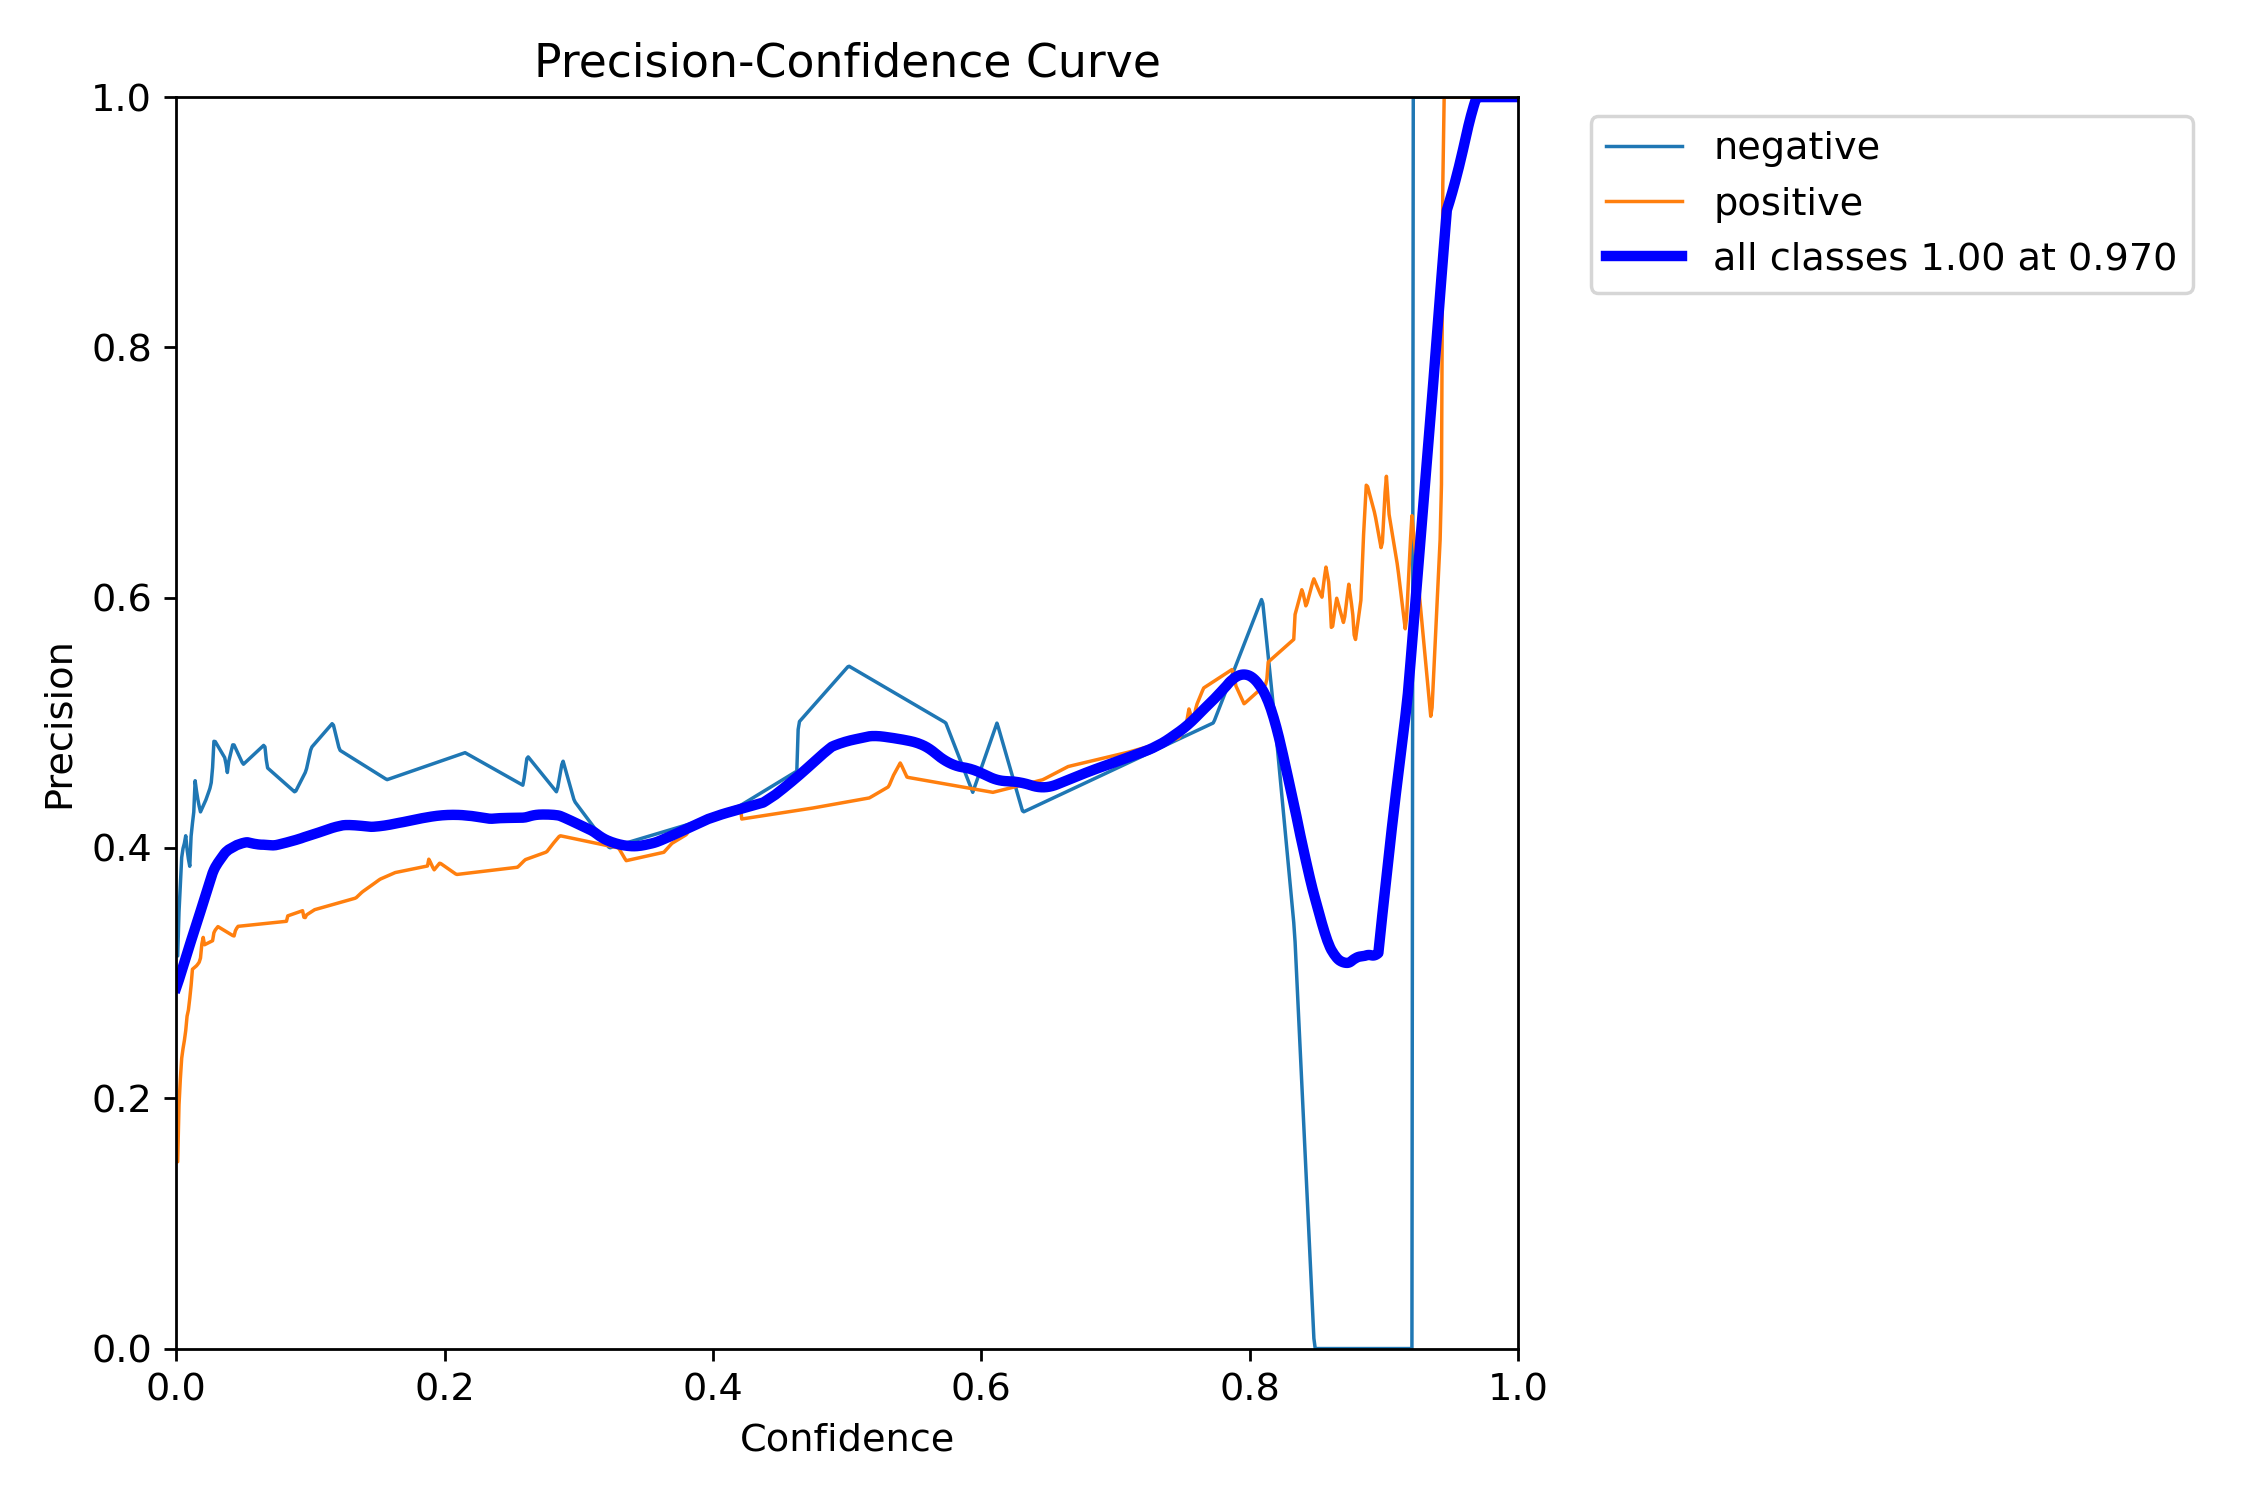 Precision-Confidence Curve
1.0
0.8
0.6
0.4
0.2
0.0
Precision
0.0 0.2 0.4 0.6 0.8 1.0
Confidence
negative
positive
all classes 1.00 at 0.970